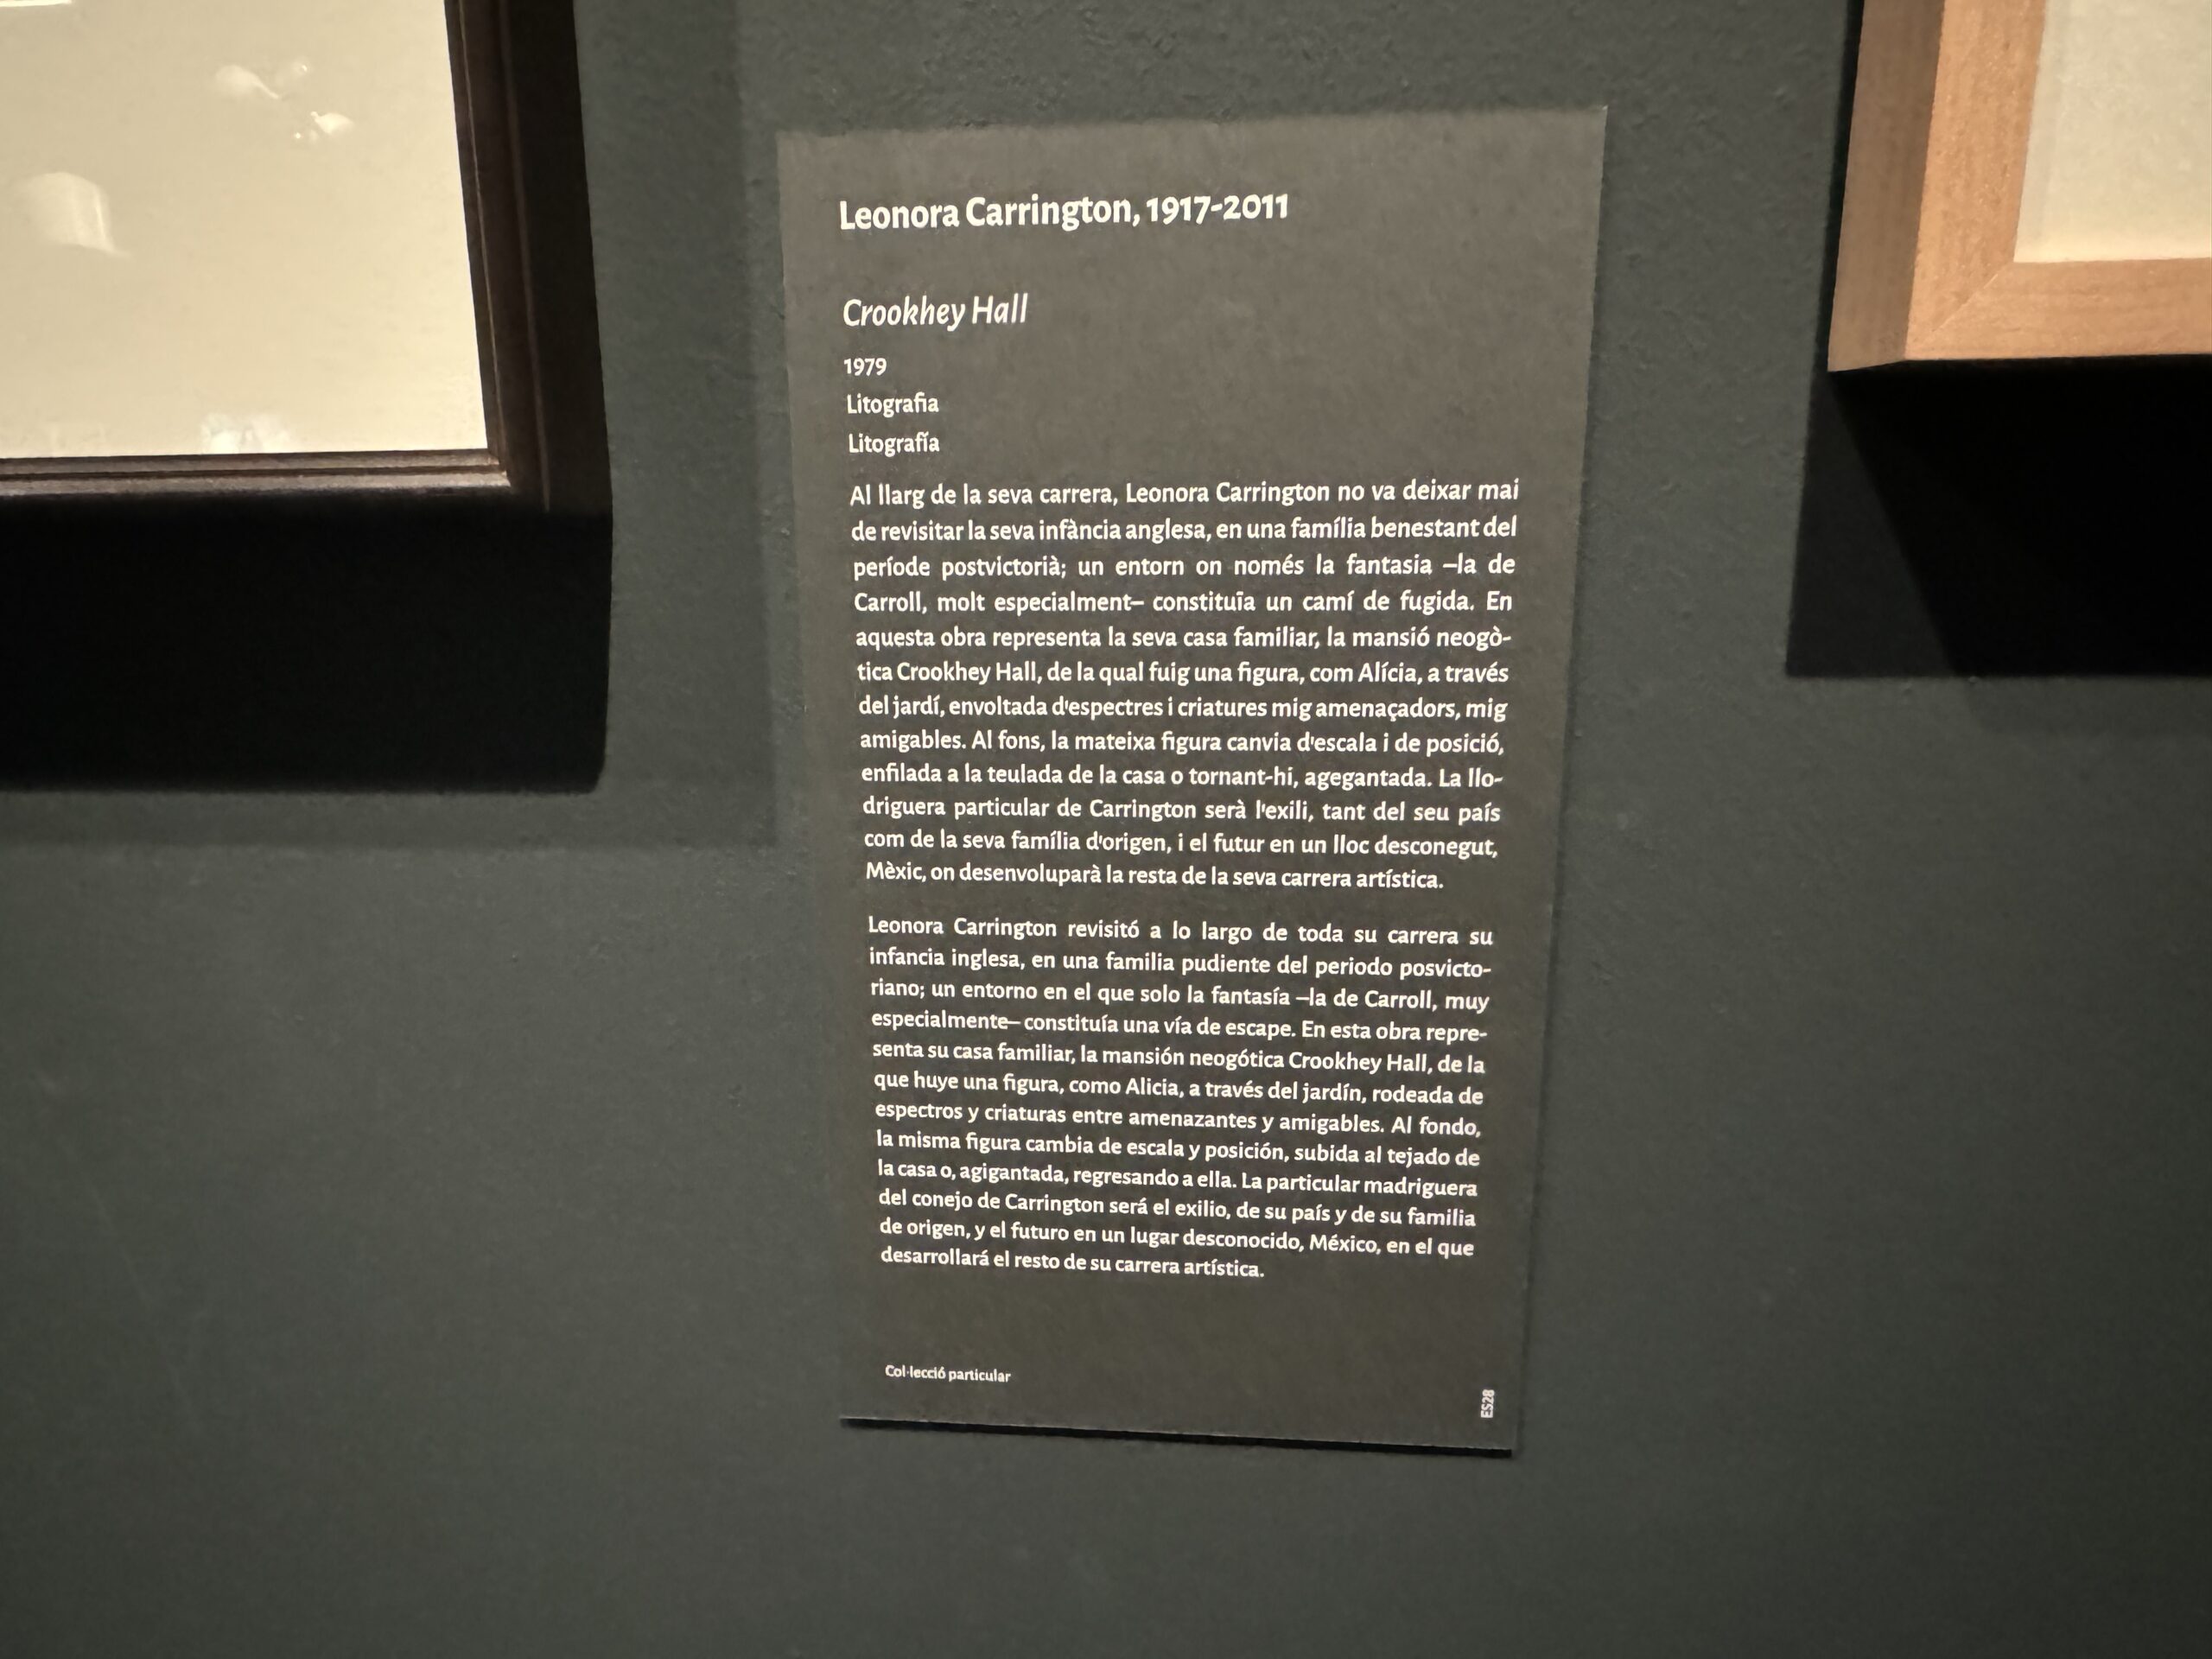 Leonora Carrington, 1917-2011
Crookhey Hall
1979
Litografia
Litografía
Al llarg de la seva carrera, Leonora Carrington no va deixar mai
de revisitar la seva infància anglesa, en una família benestant del
període postvictorià; un entorn on només la fantasia –la de
Carroll, molt especialment– constituïa un camí de fugida. En
aquesta obra representa la seva casa familiar, la mansió neogò-
tica Crookhey Hall, de la qual fuig una figura, com Alícia, a través
del jardí, envoltada d'espectres i criatures mig amenaçadors, mig
amigables. Al fons, la mateixa figura canvia d'escala i de posició,
enfilada a la teulada de la casa o tornant-hi, agegantada. La llo-
driguera particular de Carrington serà l'exili, tant del seu país
com de la seva família d'origen, i el futur en un lloc desconegut,
Mèxic, on desenvoluparà la resta de la seva carrera artística.
Leonora Carrington revisitó a lo largo de toda su carrera su
infancia inglesa, en una familia pudiente del periodo posvicto-
riano; un entorno en el que solo la fantasía –la de Carroll, muy
especialmente– constituía una vía de escape. En esta obra repre-
senta su casa familiar, la mansión neogótica Crookhey Hall, de la
que huye una figura, como Alicia, a través del jardín, rodeada de
espectros y criaturas entre amenazantes y amigables. Al fondo,
la misma figura cambia de escala y posición, subida al tejado de
la casa o, agigantada, regresando a ella. La particular madriguera
del conejo de Carrington será el exilio, de su país y de su familia
de origen, y el futuro en un lugar desconocido, México, en el que
desarrollará el resto de su carrera artística.
Col·lecció particular
ES28